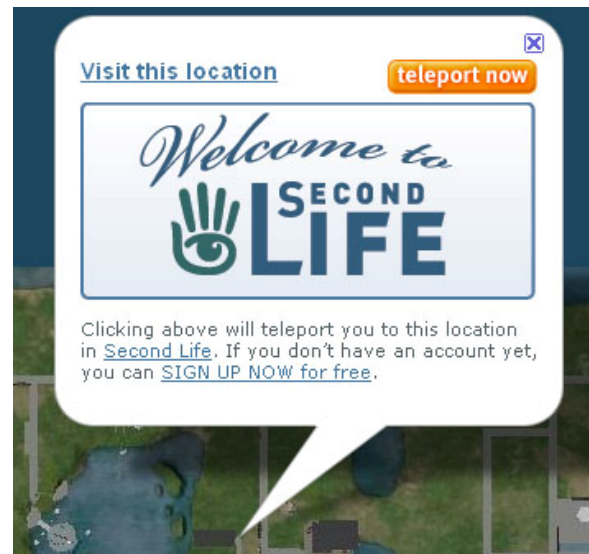 Visit this location
teleport now
Welcome to
SECOND
LIFE
Clicking above will teleport you to this location
in Second Life. If you don't have an account yet,
you can SIGN UP NOW for free.